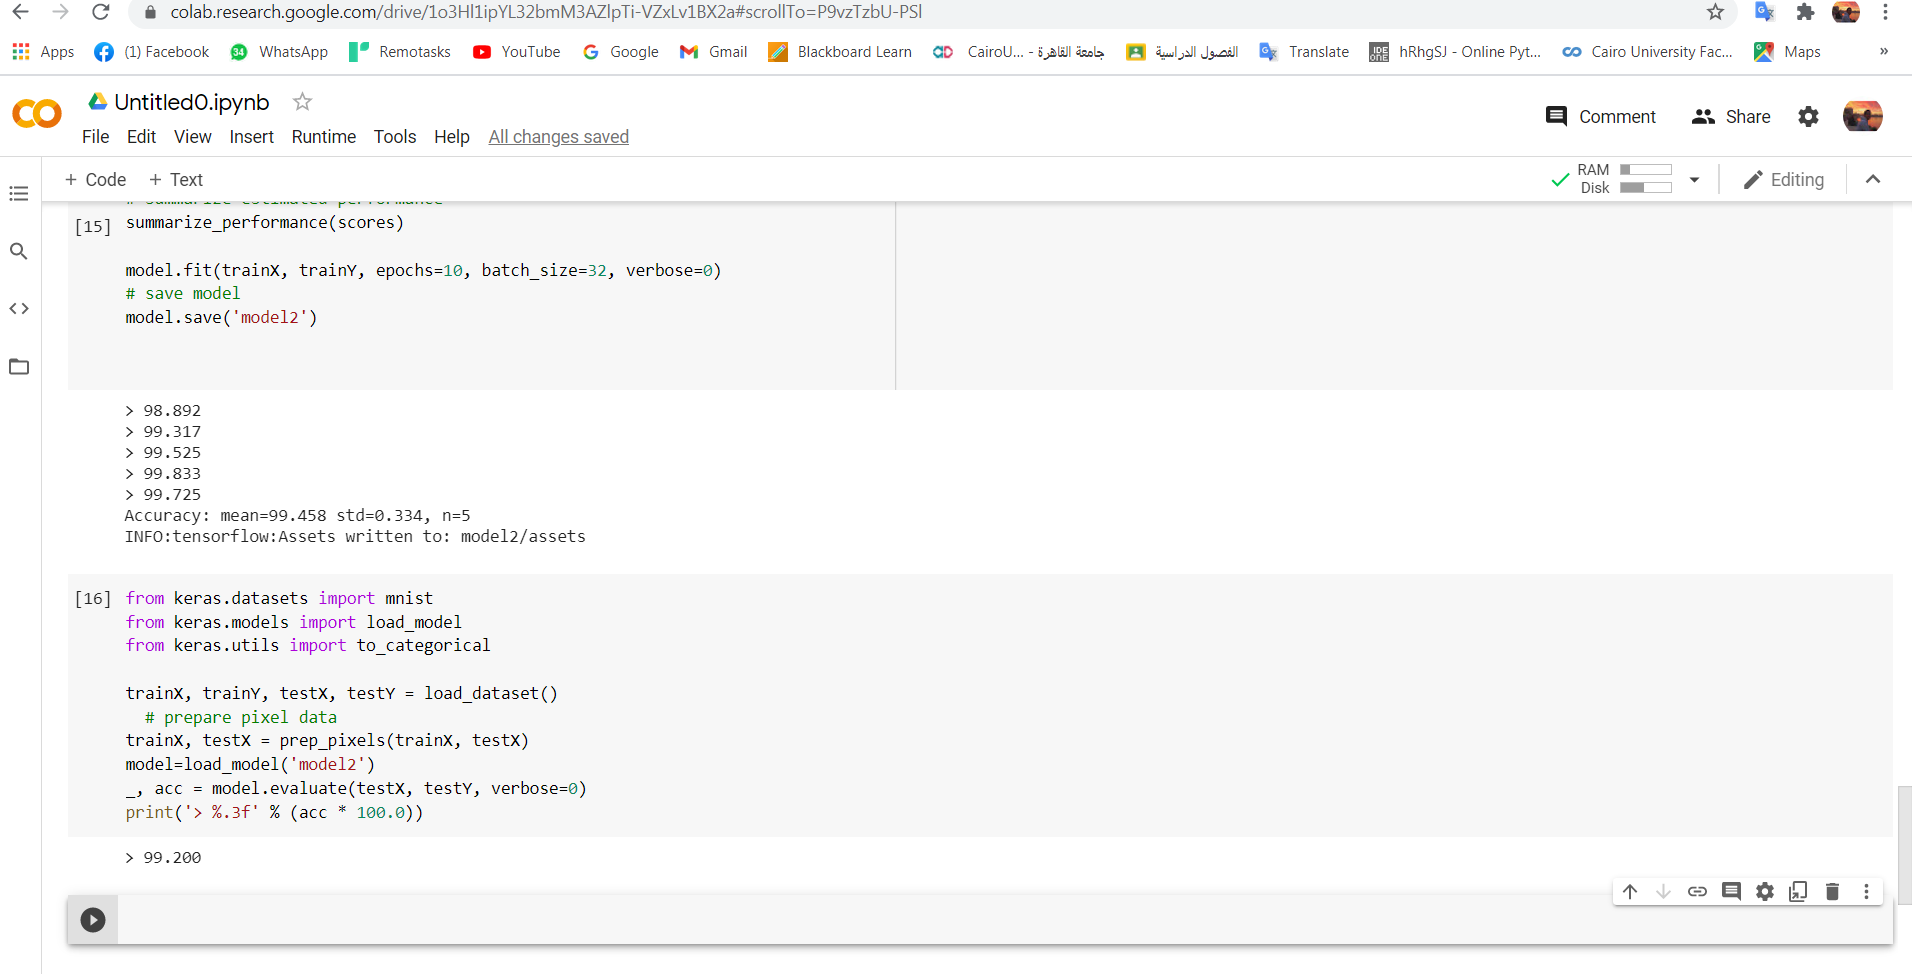 colab.research.google.com/drive/1o3Hl1ipYL32bmM3AZlpTi-VZxLv1BX2a#scrollTo=P9vzTzbU-PSl
Apps (1) Facebook 34 WhatsApp Remotasks YouTube Google Gmail Blackboard Learn CairoU... - جامعة القاهرة الفصول الدراسية Translate IDE ONE hRhgSJ - Online Pyt... Cairo University Fac... Maps »
Untitled0.ipynb
Comment Share
File Edit View Insert Runtime Tools Help All changes saved
+ Code + Text RAM Disk Editing
# summarize estimated performance
[15] summarize_performance(scores)
model.fit(trainX, trainY, epochs=10, batch_size=32, verbose=0)
# save model
model.save('model2')
> 98.892
> 99.317
> 99.525
> 99.833
> 99.725
Accuracy: mean=99.458 std=0.334, n=5
INFO:tensorflow:Assets written to: model2/assets
[16] from keras.datasets import mnist
from keras.models import load_model
from keras.utils import to_categorical
trainX, trainY, testX, testY = load_dataset()
# prepare pixel data
trainX, testX = prep_pixels(trainX, testX)
model=load_model('model2')
_, acc = model.evaluate(testX, testY, verbose=0)
print('> %.3f' % (acc * 100.0))
> 99.200